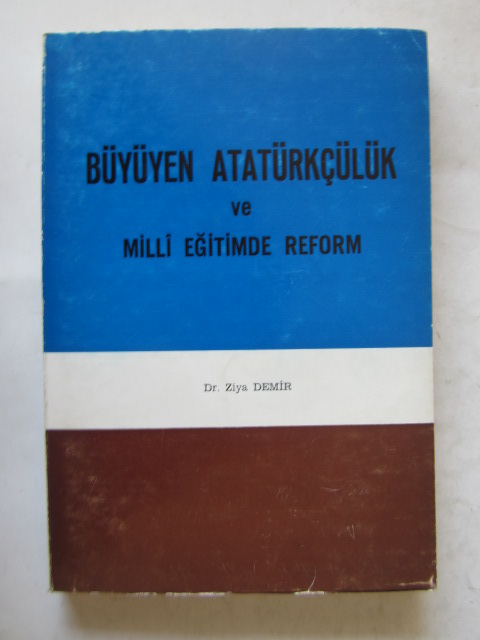 BÜYÜYEN ATATÜRKÇÜLÜK
ve
MİLLÎ EĞİTİMDE REFORM
Dr. Ziya DEMİR